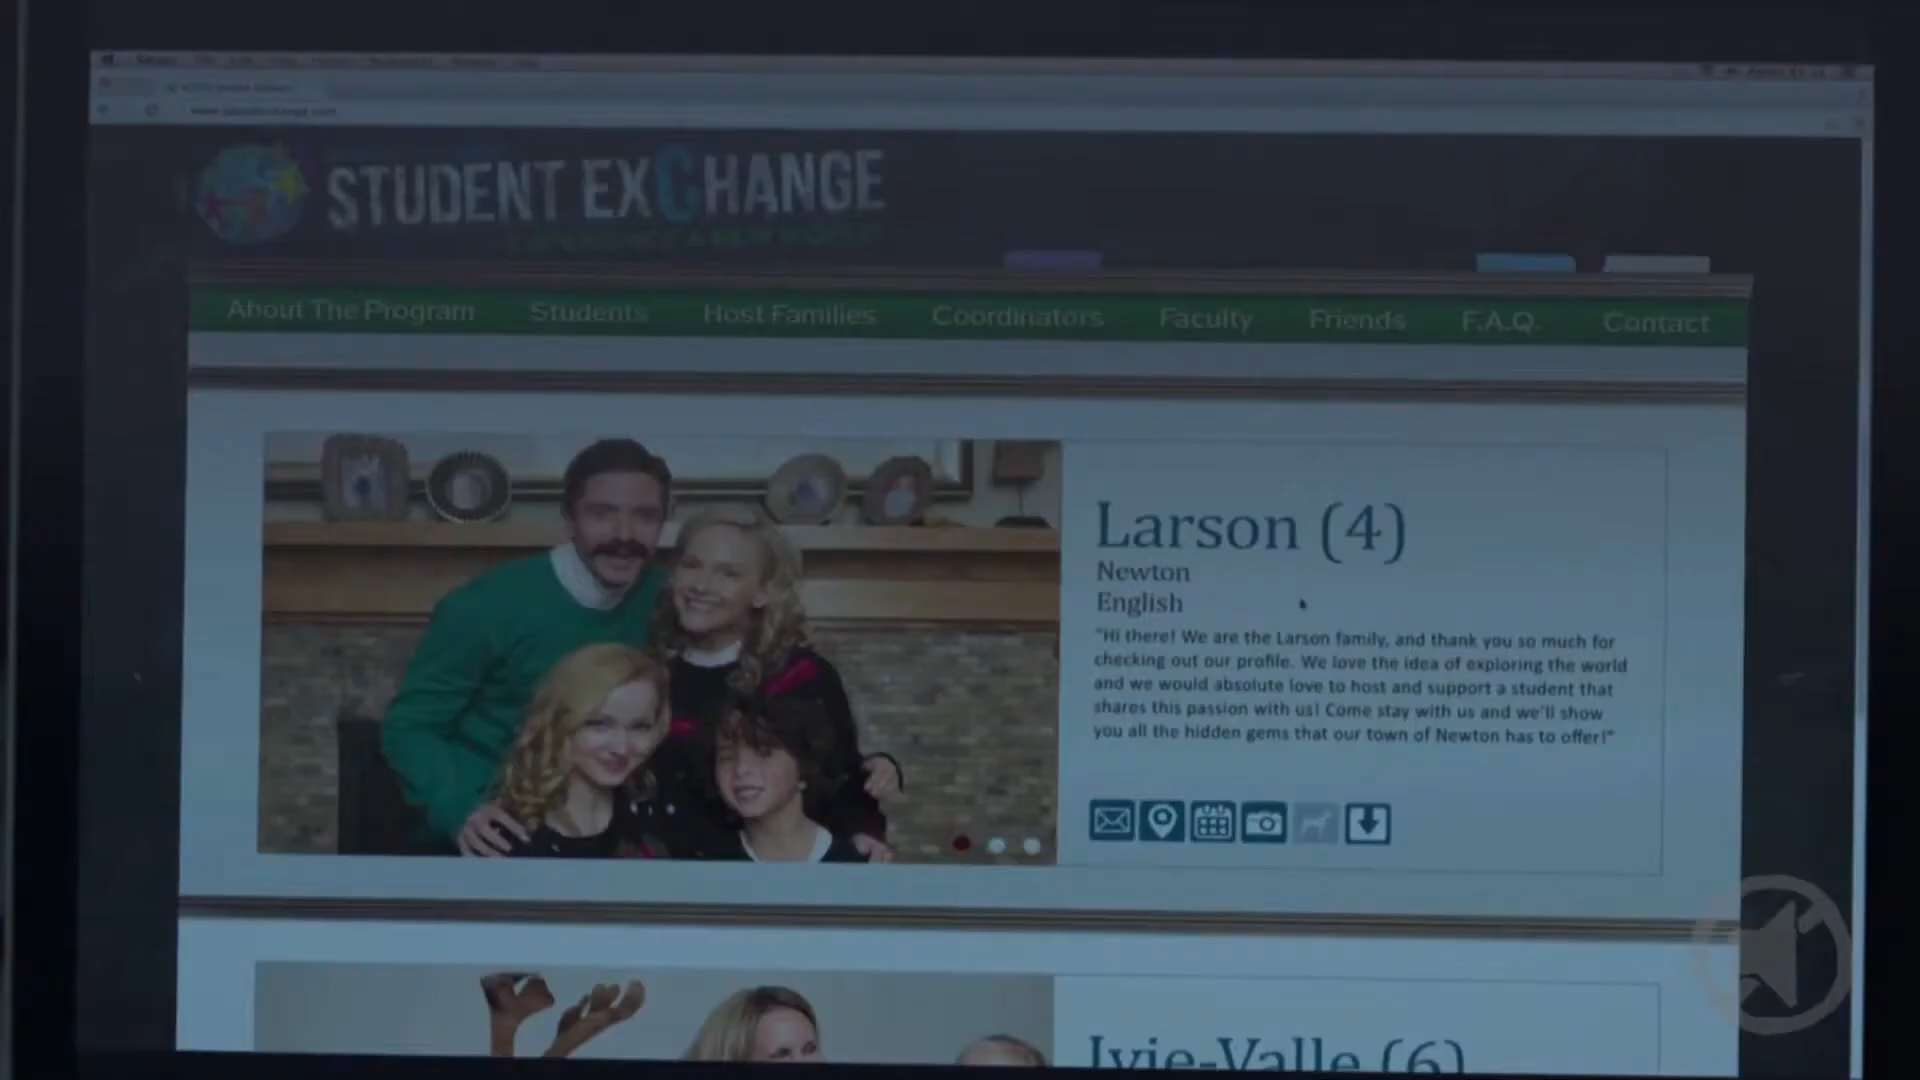 STUDENT EXCHANGE
About The Program Students Host Families Coordinators Faculty Friends F.A.Q. Contact
Larson (4)
Newton
English
"Hi there! We are the Larson family, and thank you so much for
checking out our profile. We love the idea of exploring the world
and we would absolute love to host and support a student that
shares this passion with us! Come stay with us and we'll show
you all the hidden gems that our town of Newton has to offer!"
Ivie-Valle (6)